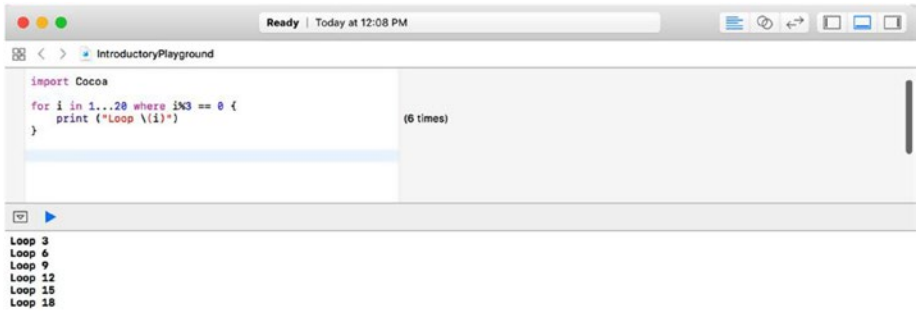 Ready | Today at 12:08 PM
IntroductoryPlayground
import Cocoa
for i in 1...20 where i%3 == 0 {
print ("Loop \(i)")
}
(6 times)
Loop 3
Loop 6
Loop 9
Loop 12
Loop 15
Loop 18